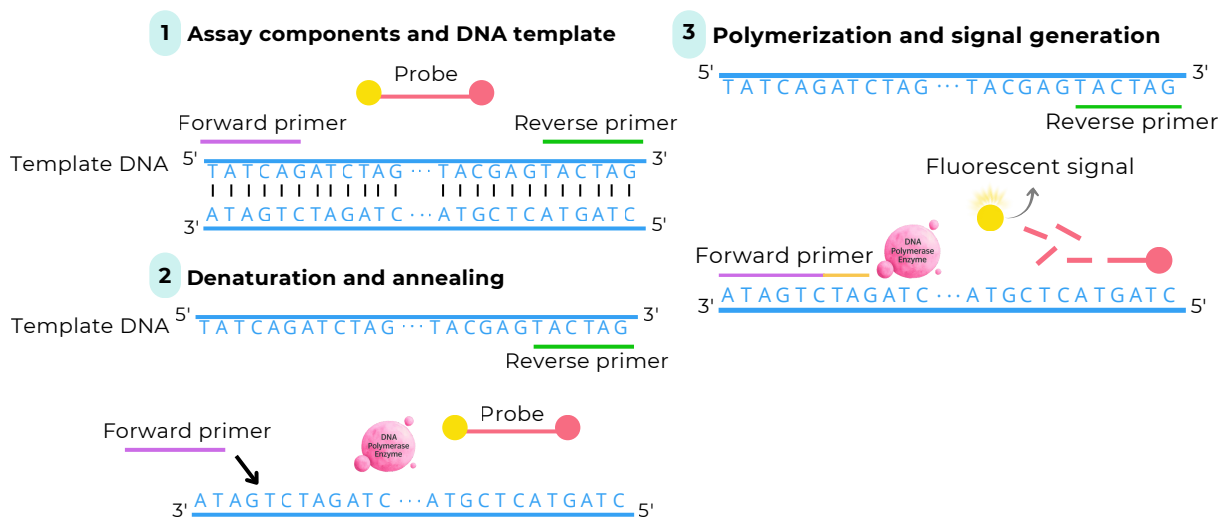 1 Assay components and DNA template
Probe
Forward primer
Reverse primer
Template DNA
5'
3'
TATCAGATCTAG ··· TACGAGTACTAG
ATAGTCTAGATC ··· ATGCTCATGATC
3'
5'
2 Denaturation and annealing
Template DNA
5'
3'
TATCAGATCTAG ··· TACGAGTACTAG
Reverse primer
Forward primer
DNA
Polymerase
Enzyme
Probe
3'
ATAGTCTAGATC ··· ATGCTCATGATC
5'
3 Polymerization and signal generation
5'
3'
TATCAGATCTAG ··· TACGAGTACTAG
Reverse primer
Fluorescent signal
Forward primer
DNA
Polymerase
Enzyme
3'
ATAGTCTAGATC ··· ATGCTCATGATC
5'